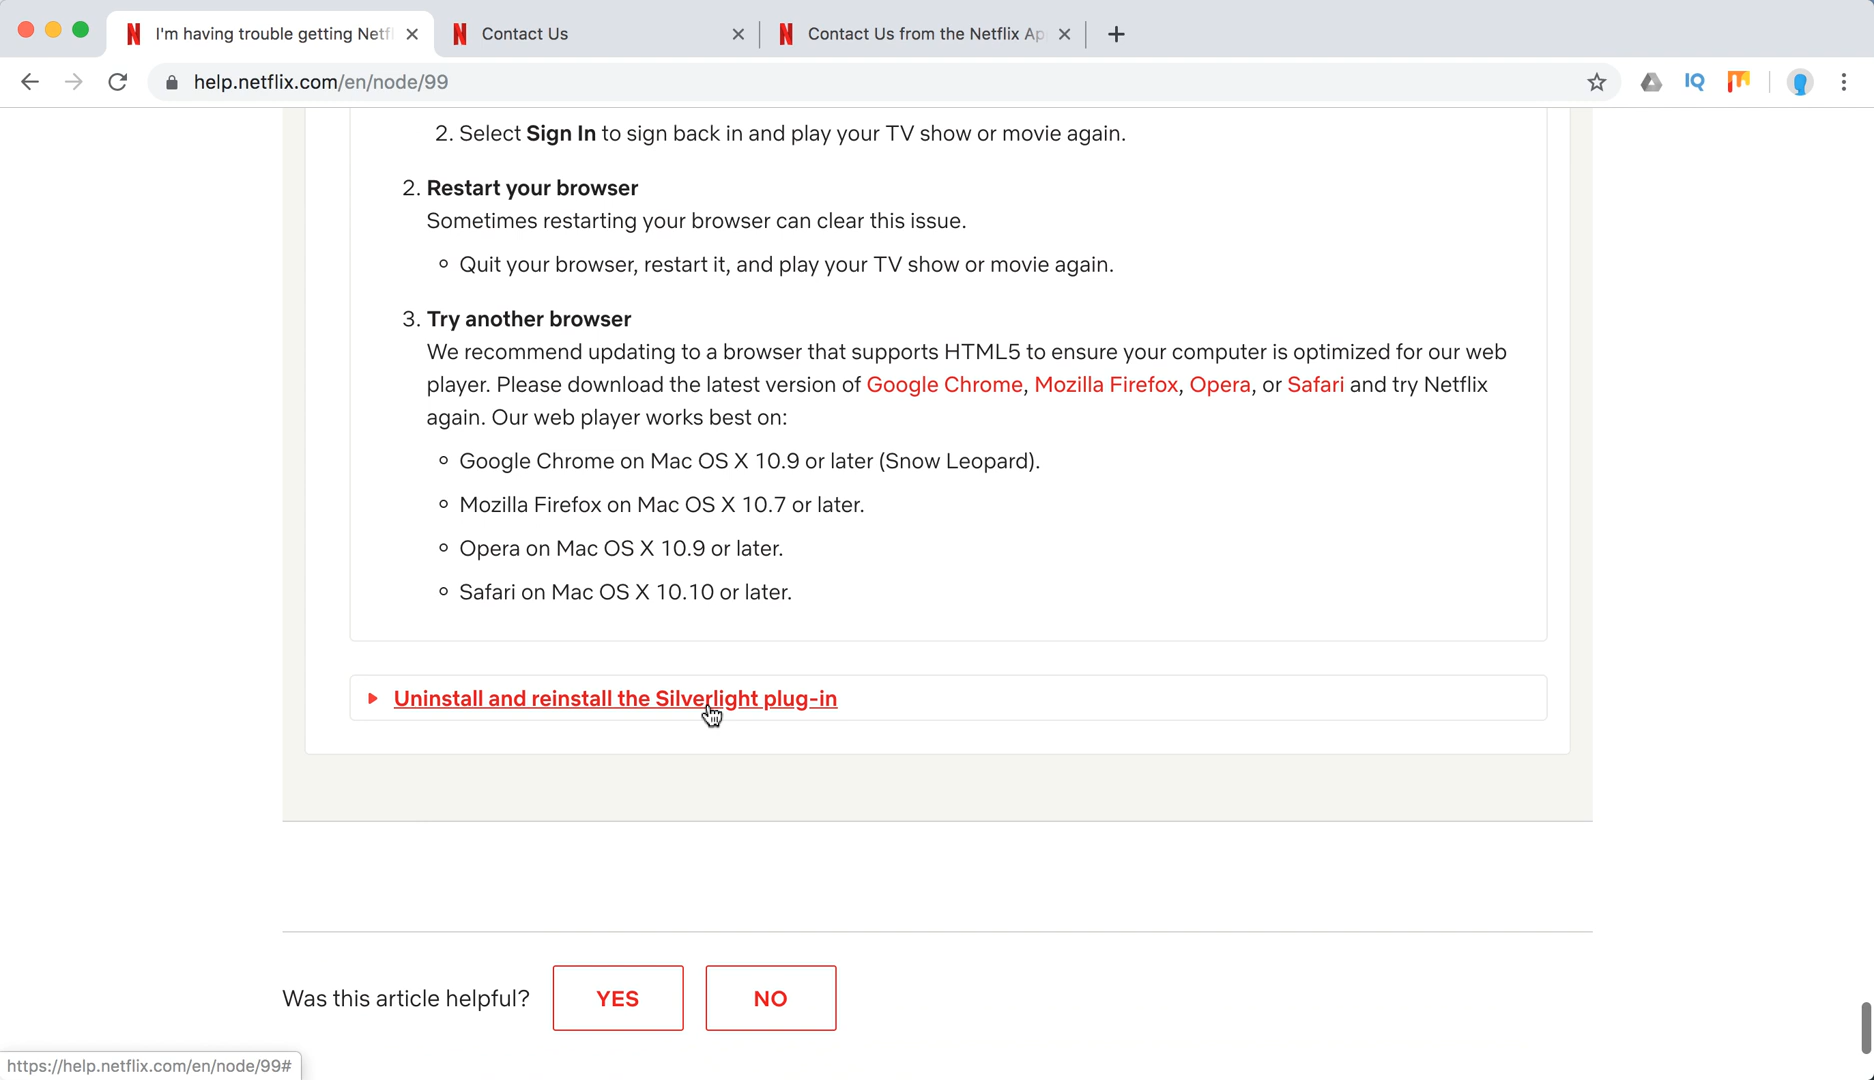 I'm having trouble getting Netfl
Contact Us
Contact Us from the Netflix Ap
help.netflix.com/en/node/99
IQ
2. Select Sign In to sign back in and play your TV show or movie again.
2. Restart your browser
Sometimes restarting your browser can clear this issue.
Quit your browser, restart it, and play your TV show or movie again.
3. Try another browser
We recommend updating to a browser that supports HTML5 to ensure your computer is optimized for our web
player. Please download the latest version of Google Chrome, Mozilla Firefox, Opera, or Safari and try Netflix
again. Our web player works best on:
Google Chrome on Mac OS X 10.9 or later (Snow Leopard).
Mozilla Firefox on Mac OS X 10.7 or later.
Opera on Mac OS X 10.9 or later.
Safari on Mac OS X 10.10 or later.
Uninstall and reinstall the Silverlight plug-in
Was this article helpful? YES NO
https://help.netflix.com/en/node/99#